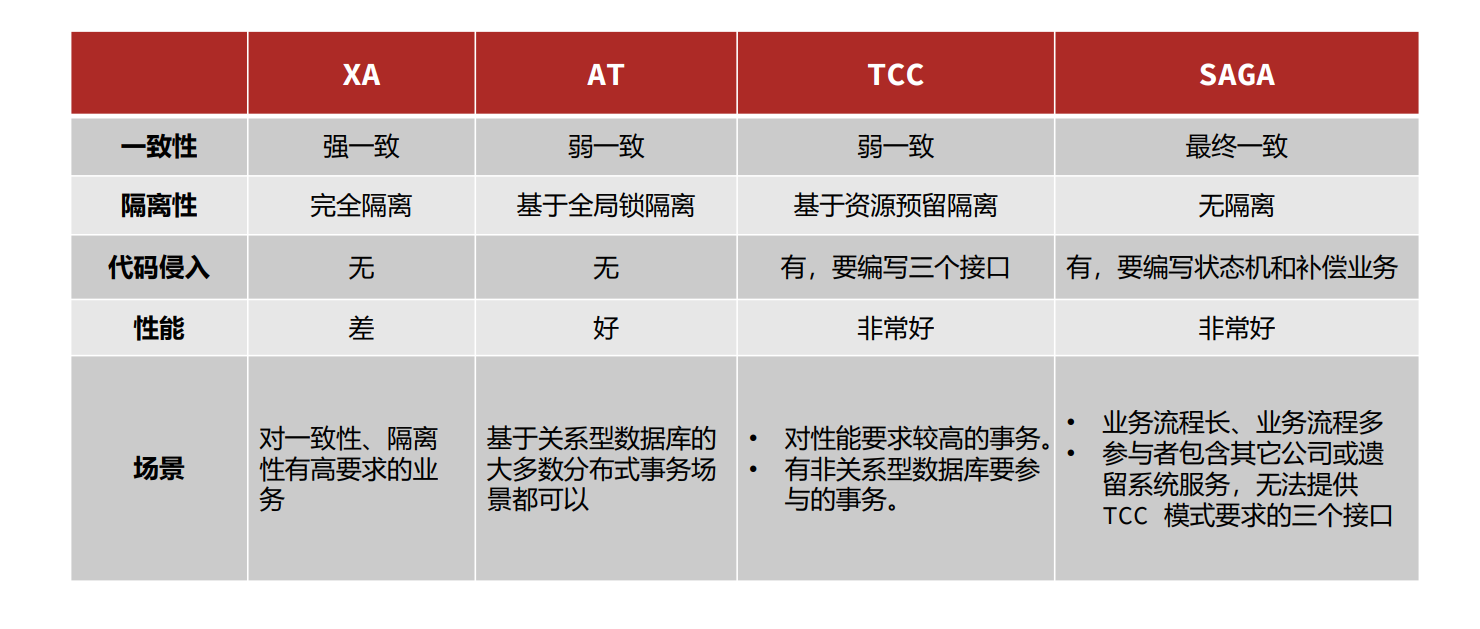 XA AT TCC SAGA
一致性 强一致 弱一致 弱一致 最终一致
隔离性 完全隔离 基于全局锁隔离 基于资源预留隔离 无隔离
代码侵入 无 无 有，要编写三个接口 有，要编写状态机和补偿业务
性能 差 好 非常好 非常好
场景
对一致性、隔离
性有高要求的业
务
基于关系型数据库的
大多数分布式事务场
景都可以
• 对性能要求较高的事务。
• 有非关系型数据库要参
与的事务。
• 业务流程长、业务流程多
• 参与者包含其它公司或遗
留系统服务，无法提供
TCC 模式要求的三个接口